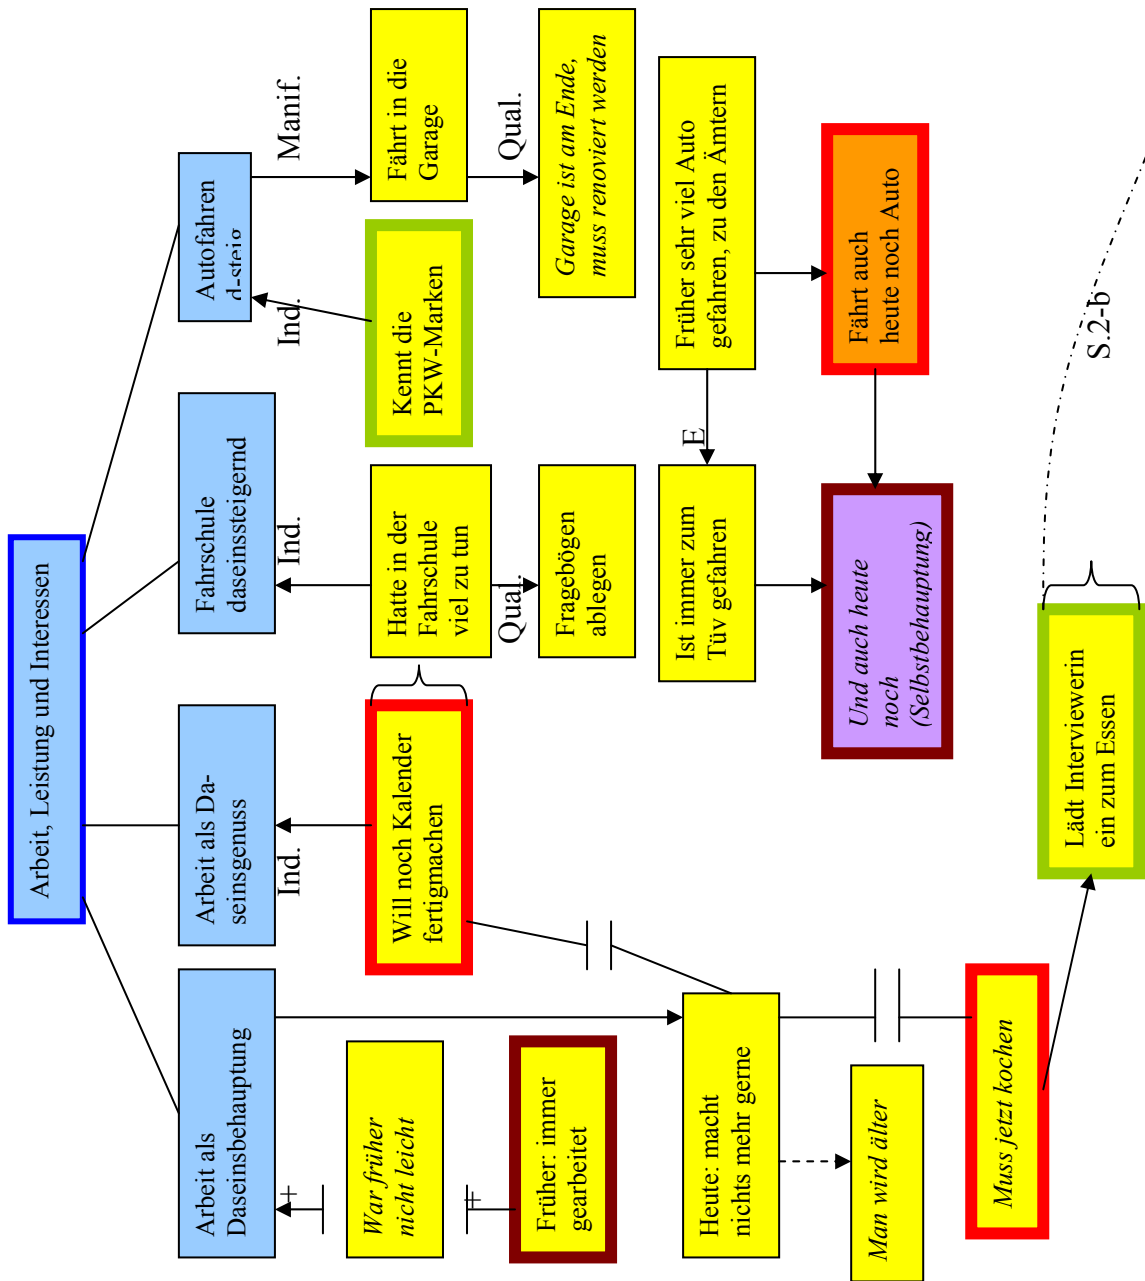 Arbeit, Leistung und Interessen
Arbeit als
Daseinsbehauptung
Arbeit als Da-
seinsgenuss
Fahrschule
daseinssteigernd
Autofahren
d-steig
+
Ind.
Ind.
Ind.
Manif.
War früher
nicht leicht
Will noch Kalender
fertigmachen
Hatte in der
Fahrschule
viel zu tun
Kennt die
PKW-Marken
Fährt in die
Garage
+
Qual.
Qual.
Früher: immer
gearbeitet
Fragebögen
ablegen
Garage ist am Ende,
muss renoviert werden
Heute: macht
nichts mehr gerne
Ist immer zum
Tüv gefahren
E
Früher sehr viel Auto
gefahren, zu den Ämtern
Man wird älter
Und auch heute
noch
(Selbstbehauptung)
Fährt auch
heute noch Auto
Muss jetzt kochen
Lädt Interviewerin
ein zum Essen
S.2-b